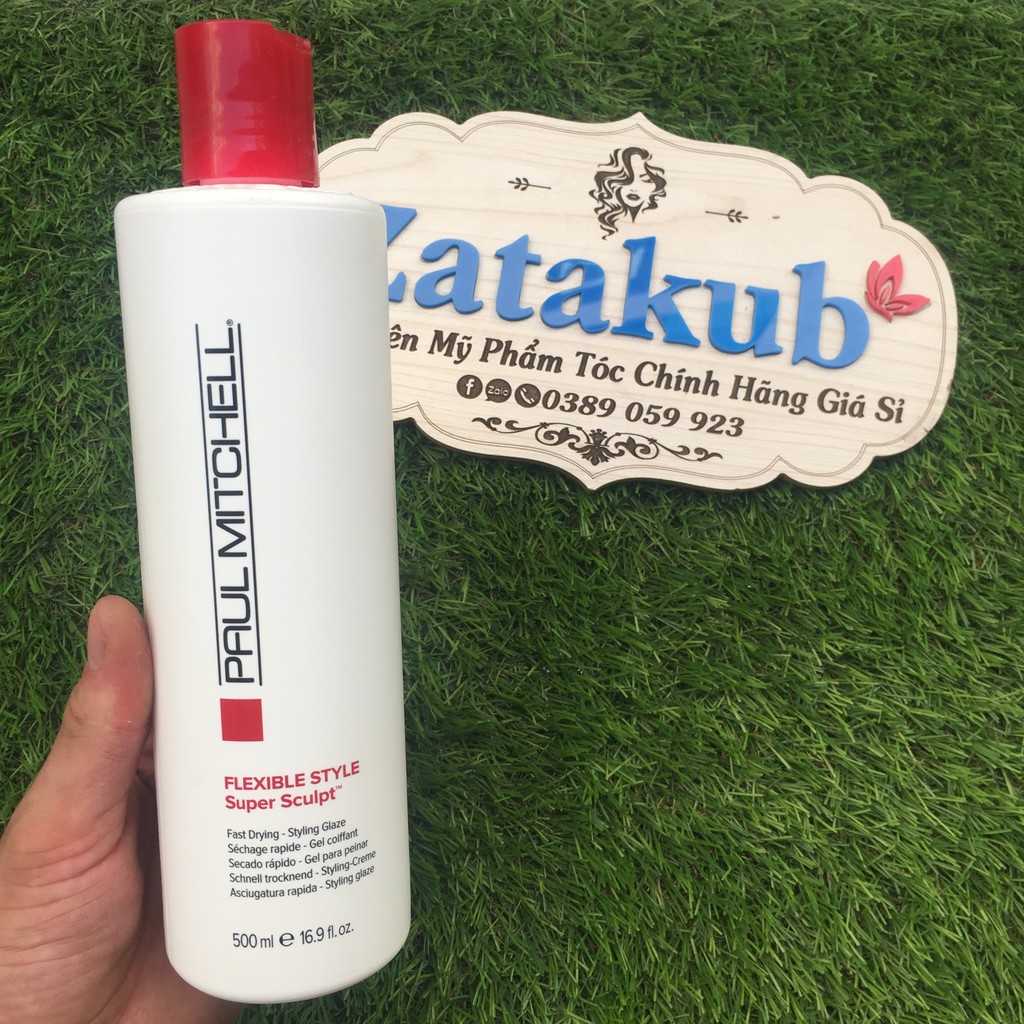 PAUL MITCHELL®
FLEXIBLE STYLE
Super Sculpt™
Fast Drying - Styling Glaze
Séchage rapide - Gel coiffant
Secado rápido - Gel para peinar
Schnell trocknend - Styling-Creme
Asciugatura rapida - Styling glaze
500 ml e 16.9 fl. oz.
Zatakub
Mỹ Phẩm Tóc Chính Hãng Giá Sỉ
f Zalo 0389 059 923